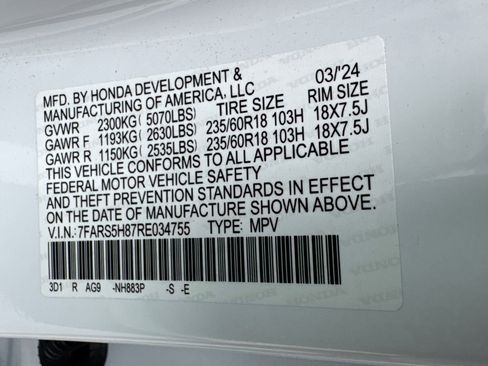 MFD. BY HONDA DEVELOPMENT & 03/'24
MANUFACTURING OF AMERICA, LLC
GVWR 2300KG( 5070LBS) TIRE SIZE RIM SIZE
GAWR F 1193KG( 2630LBS) 235/60R18 103H 18X7.5J
GAWR R 1150KG( 2535LBS) 235/60R18 103H 18X7.5J
THIS VEHICLE CONFORMS TO ALL APPLICABLE
FEDERAL MOTOR VEHICLE SAFETY
AND THEFT PREVENTION STANDARDS IN EFFECT
ON THE DATE OF MANUFACTURE SHOWN ABOVE.
V.I.N.:7FARS5H87RE034755 TYPE: MPV
3D1 R AG9 -NH883P -S -E